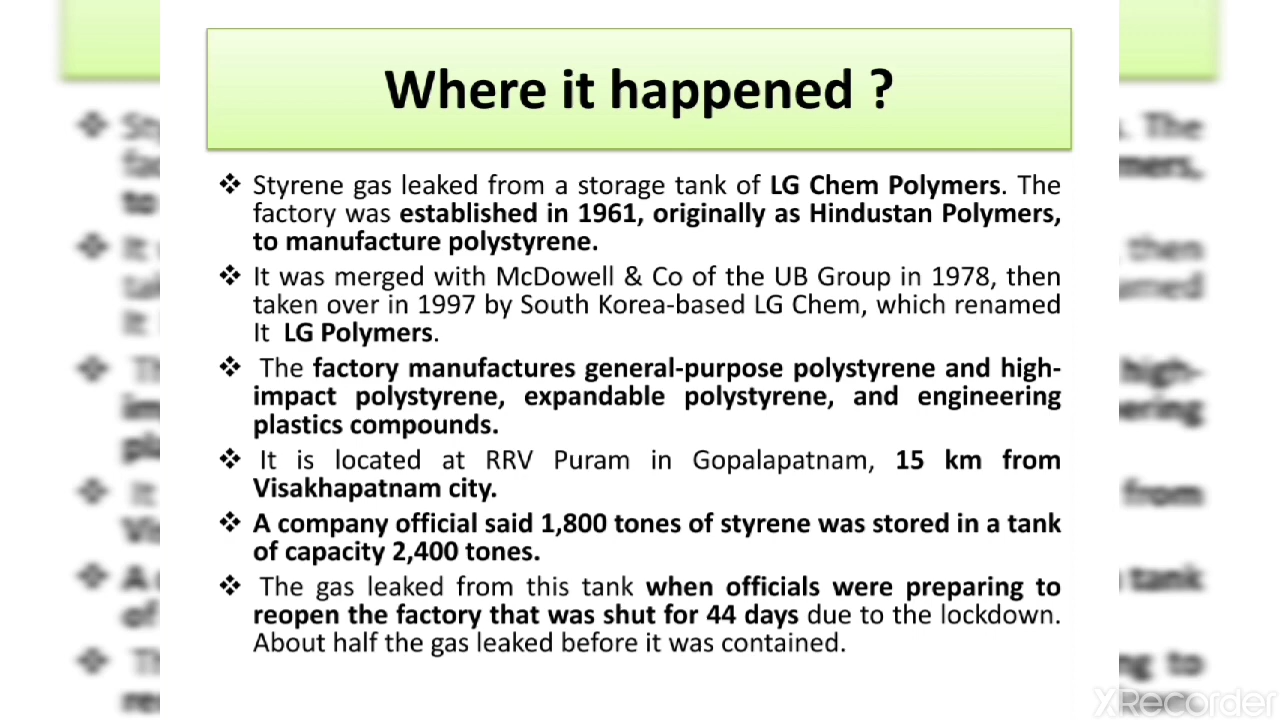 Where it happened ?
❖ Styrene gas leaked from a storage tank of LG Chem Polymers. The
factory was established in 1961, originally as Hindustan Polymers,
to manufacture polystyrene.
❖ It was merged with McDowell & Co of the UB Group in 1978, then
taken over in 1997 by South Korea-based LG Chem, which renamed
It LG Polymers.
❖ The factory manufactures general-purpose polystyrene and high-
impact polystyrene, expandable polystyrene, and engineering
plastics compounds.
❖ It is located at RRV Puram in Gopalapatnam, 15 km from
Visakhapatnam city.
❖ A company official said 1,800 tones of styrene was stored in a tank
of capacity 2,400 tones.
❖ The gas leaked from this tank when officials were preparing to
reopen the factory that was shut for 44 days due to the lockdown.
About half the gas leaked before it was contained.
XRecorder